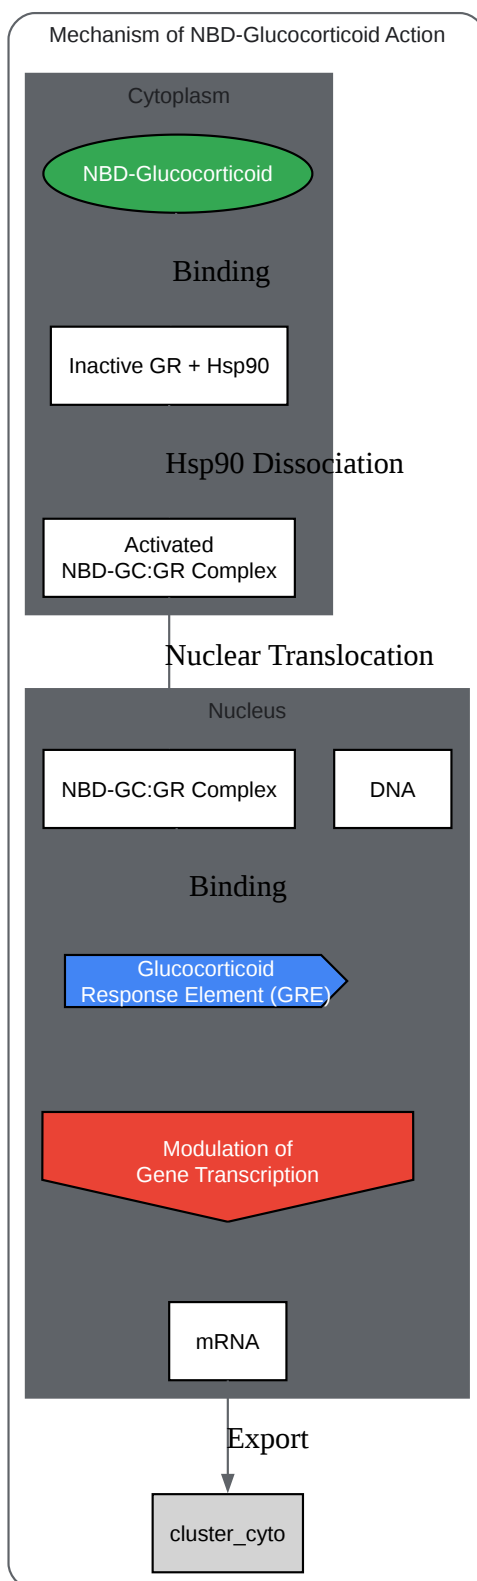 Mechanism of NBD-Glucocorticoid Action
Cytoplasm
NBD-Glucocorticoid
Binding
Inactive GR + Hsp90
Hsp90 Dissociation
Activated
NBD-GC:GR Complex
Nuclear Translocation
Nucleus
NBD-GC:GR Complex
DNA
Binding
Glucocorticoid
Response Element (GRE)
Modulation of
Gene Transcription
mRNA
Export
cluster_cyto